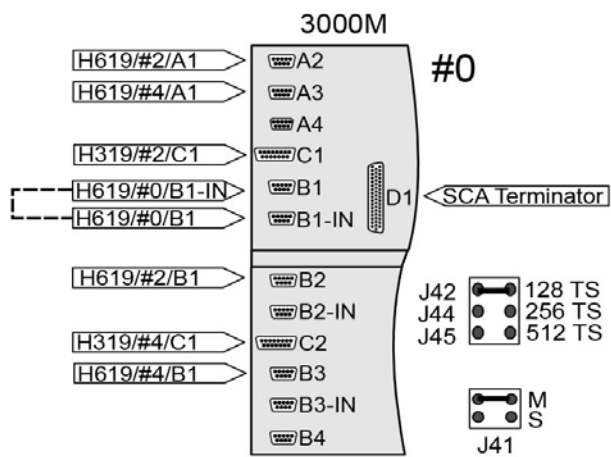 3000M
#0
H619/#2/A1 A2
H619/#4/A1 A3
A4
H319/#2/C1 C1
H619/#0/B1-IN B1
H619/#0/B1 B1-IN
D1 SCA Terminator
H619/#2/B1 B2
B2-IN
H319/#4/C1 C2
H619/#4/B1 B3
B3-IN
B4
J42 128 TS
J44 256 TS
J45 512 TS
M
S
J41